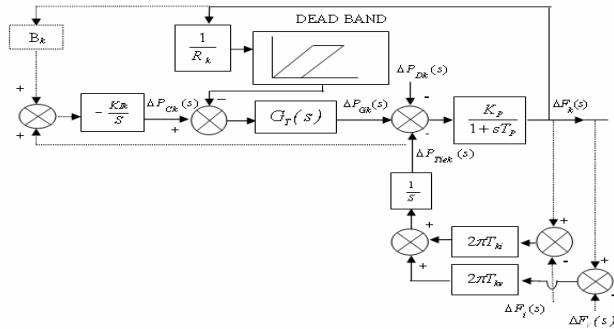 DEAD BAND
B_k
1 / R_k
ΔP_Dk(s)
- K_Ik / S
ΔP_Ck(s)
G_T(s)
ΔP_Gk(s)
K_P / 1 + sT_P
ΔF_k(s)
+
+
+
−
-
-
ΔP_Tiek(s)
1 / S
+
+
2πT_ki
+
-
2πT_kv
+
-
ΔF_i(s)
ΔF_v(s)